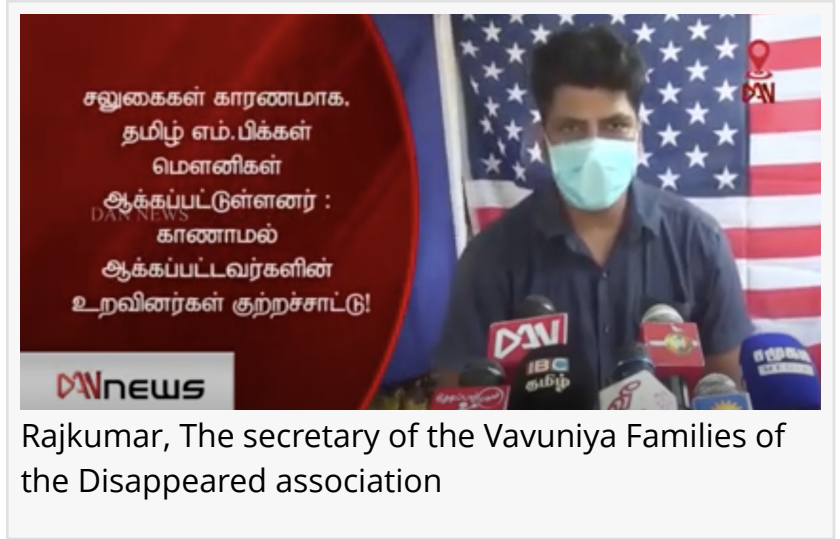 சலுகைகள் காரணமாக.
தமிழ் எம்.பிக்கள்
மௌனிகள்
ஆக்கப்பட்டுள்ளனர் :
DAN NEWS
காணாமல்
ஆக்கப்பட்டவர்களின்
உறவினர்கள் குற்றச்சாட்டு!
DAN news
DAN
DAN
IBC
தமிழ்
Rajkumar, The secretary of the Vavuniya Families of
the Disappeared association